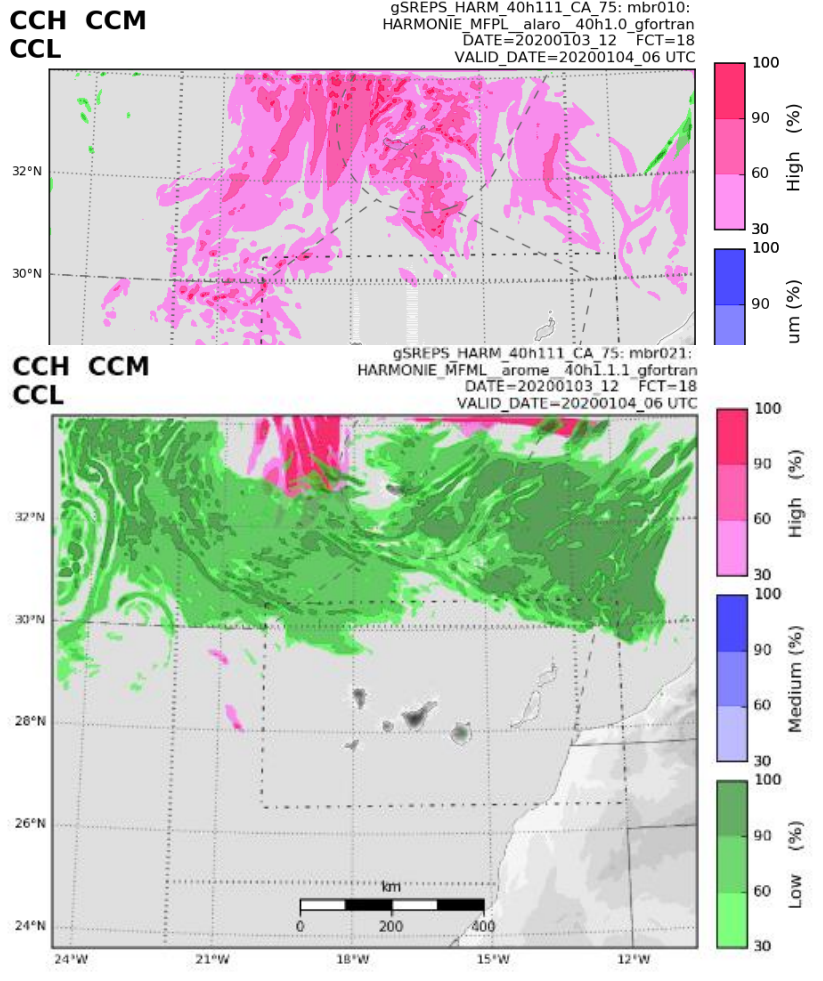 CCH CCM
CCL
gSREPS_HARM_40h111_CA_75: mbr010:
HARMONIE_MFPL__alaro__40h1.0_gfortran
DATE=20200103_12 FCT=18
VALID_DATE=20200104_06 UTC
100
90
60
30
High (%)
100
90
um (%)
32°N
30°N
CCH CCM
CCL
gSREPS_HARM_40h111_CA_75: mbr021:
HARMONIE_MFML__arome__40h1.1.1_gfortran
DATE=20200103_12 FCT=18
VALID_DATE=20200104_06 UTC
100
90
60
30
High (%)
100
90
60
30
Medium (%)
100
90
60
30
Low (%)
32°N
30°N
28°N
26°N
24°N
km
0 200 400
24°W 21°W 18°W 15°W 12°W